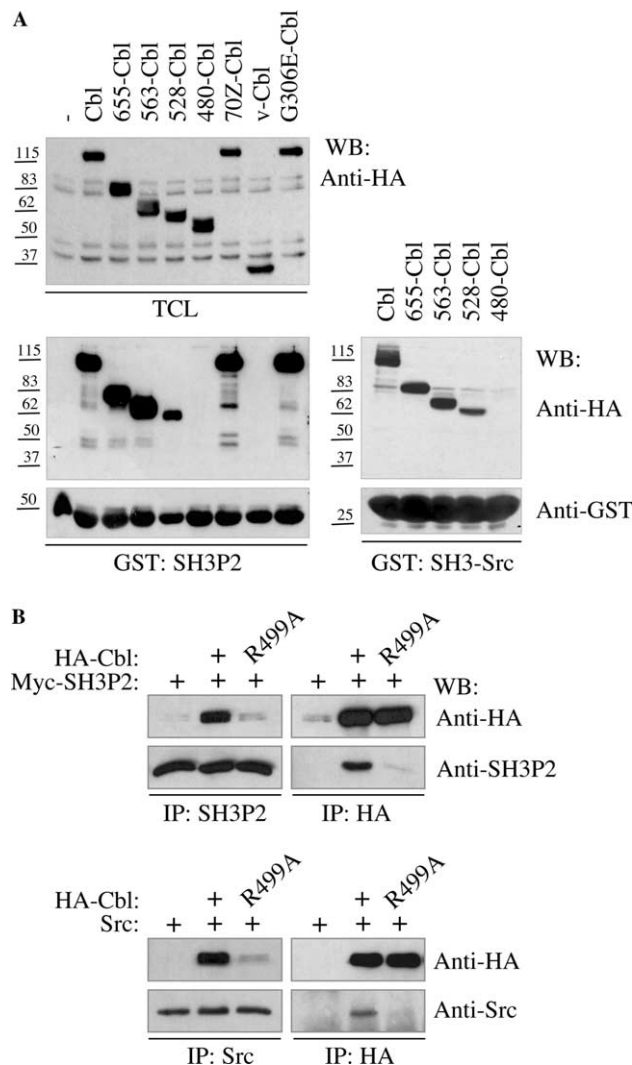 A
-
Cbl
655-Cbl
563-Cbl
528-Cbl
480-Cbl
70Z-Cbl
v-Cbl
G306E-Cbl
115
83
62
50
37
WB:
Anti-HA
TCL
Cbl
655-Cbl
563-Cbl
528-Cbl
480-Cbl
115
83
62
50
37
50
GST: SH3P2
115
83
62
50
37
25
WB:
Anti-HA
Anti-GST
GST: SH3-Src
B
HA-Cbl: + R499A + R499A
Myc-SH3P2: + + + + + + WB:
Anti-HA
Anti-SH3P2
IP: SH3P2 IP: HA
HA-Cbl: + R499A + R499A
Src: + + + + + +
Anti-HA
Anti-Src
IP: Src IP: HA